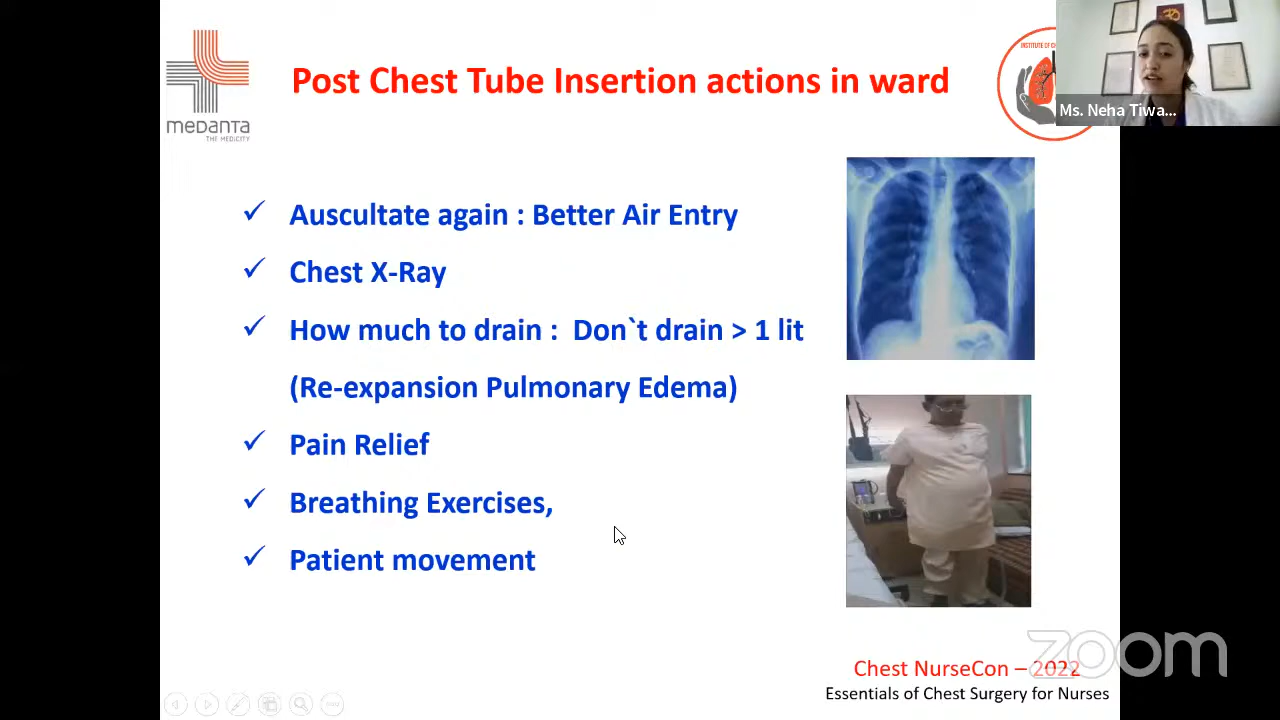 Post Chest Tube Insertion actions in ward
medanta
THE MEDICITY
INSTITUTE OF
Ms. Neha Tiwa...
✓ Auscultate again : Better Air Entry
✓ Chest X-Ray
✓ How much to drain : Don`t drain > 1 lit
(Re-expansion Pulmonary Edema)
✓ Pain Relief
✓ Breathing Exercises,
✓ Patient movement
zoom
Chest NurseCon – 2022
Essentials of Chest Surgery for Nurses